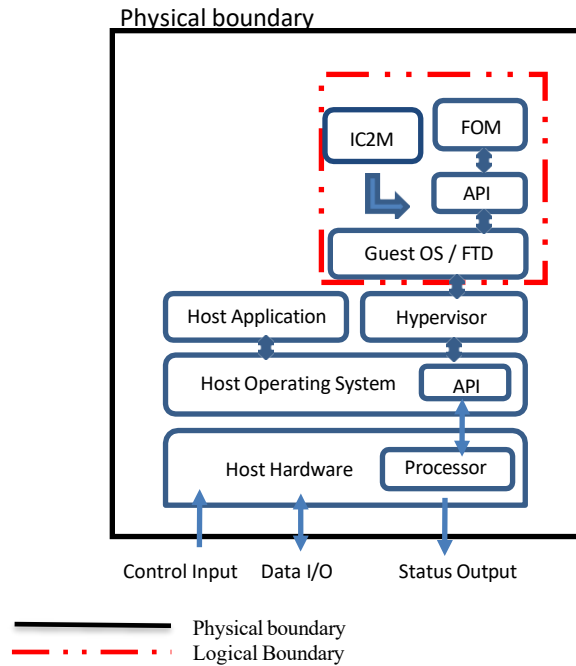 Physical boundary
FOM
IC2M
API
Guest OS / FTD
Host Application
Hypervisor
Host Operating System
API
Host Hardware
Processor
Control Input
Data I/O
Status Output
Physical boundary
Logical Boundary